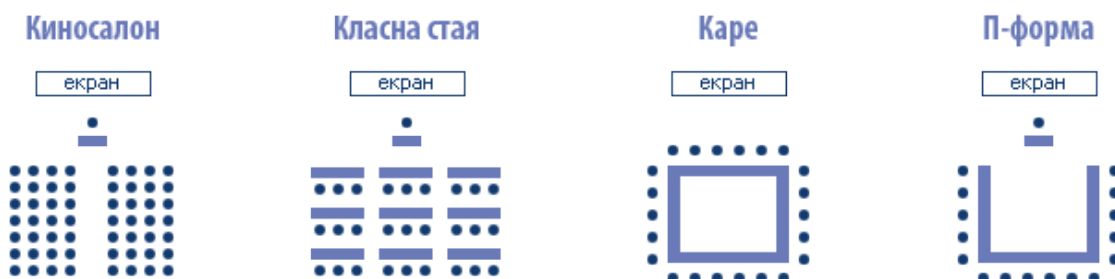 Киносалон
Класна стая
Каре
П-форма
екран
екран
екран
екран